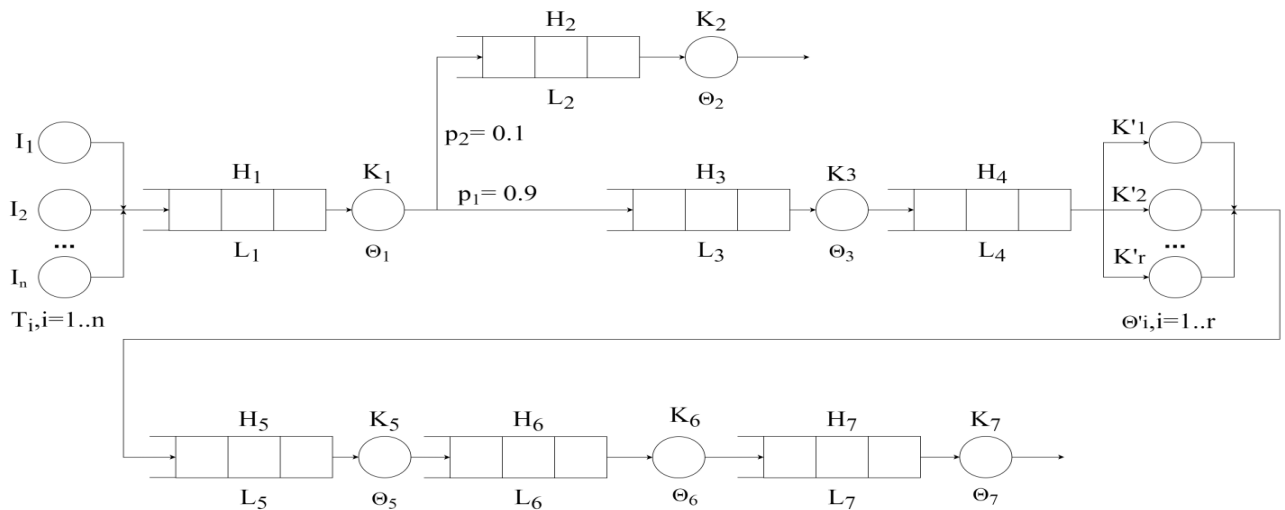 H₂ K₂
L₂ Θ₂
I₁
p₂= 0.1
K'1
H₁ K₁
p₁= 0.9
H₃ K3 H₄
I₂
K'2
...
...
L₁ Θ₁
L₃ Θ₃ L₄
Iₙ
K'r
Tᵢ,i=1..n
Θ'i,i=1..r
H₅ K₅ H₆ K₆ H₇ K₇
L₅ Θ₅ L₆ Θ₆ L₇ Θ₇